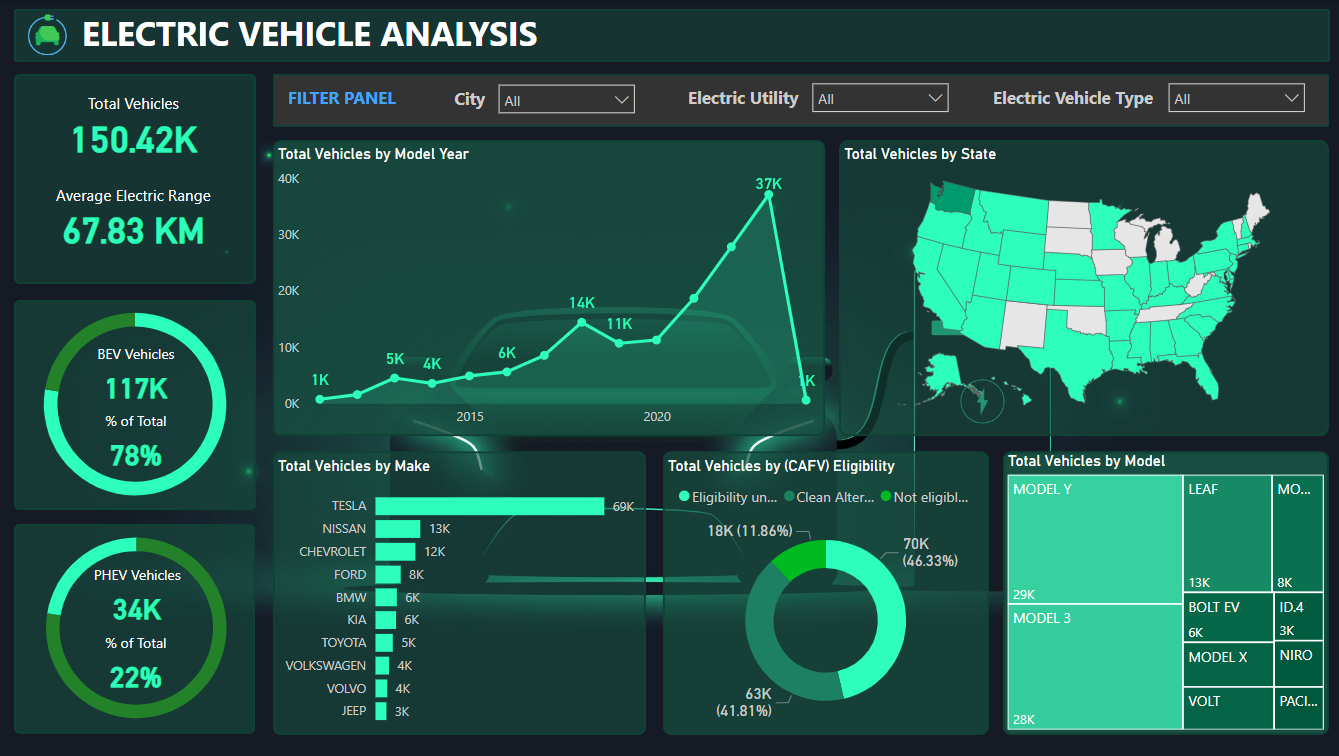 ELECTRIC VEHICLE ANALYSIS
Total Vehicles
150.42K
Average Electric Range
67.83 KM
FILTER PANEL
City
All
Electric Utility
All
Electric Vehicle Type
All
Total Vehicles by Model Year
40K
30K
20K
10K
0K
1K
5K
4K
6K
14K
11K
37K
1K
2015
2020
Total Vehicles by State
BEV Vehicles
117K
% of Total
78%
PHEV Vehicles
34K
% of Total
22%
Total Vehicles by Make
TESLA 69K
NISSAN 13K
CHEVROLET 12K
FORD 8K
BMW 6K
KIA 6K
TOYOTA 5K
VOLKSWAGEN 4K
VOLVO 4K
JEEP 3K
Total Vehicles by (CAFV) Eligibility
Eligibility un... Clean Alter... Not eligibl...
18K (11.86%)
70K
(46.33%)
63K
(41.81%)
Total Vehicles by Model
MODEL Y
29K
MODEL 3
28K
LEAF
13K
MO...
8K
BOLT EV
6K
ID.4
3K
MODEL X
NIRO
VOLT
PACI...